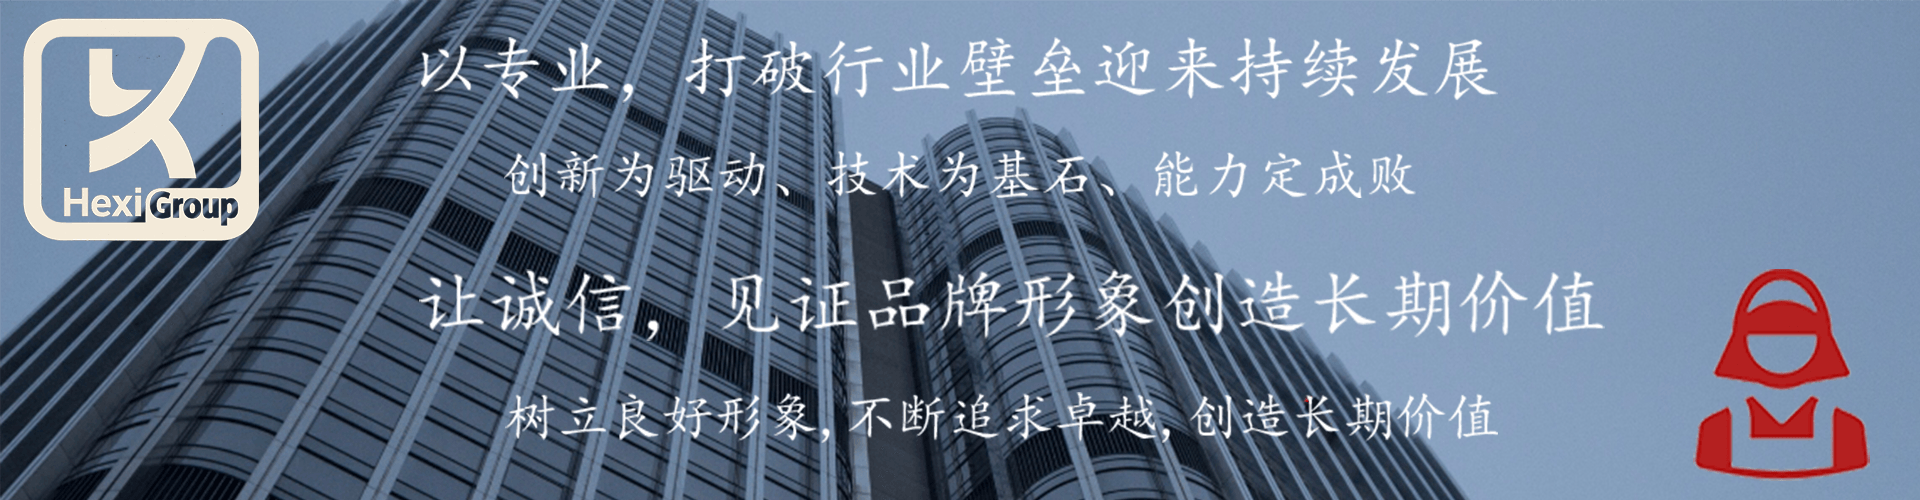 Hexi Group
以专业，打破行业壁垒迎来持续发展
创新为驱动、技术为基石、能力定成败
让诚信，见证品牌形象创造长期价值
树立良好形象,不断追求卓越,创造长期价值